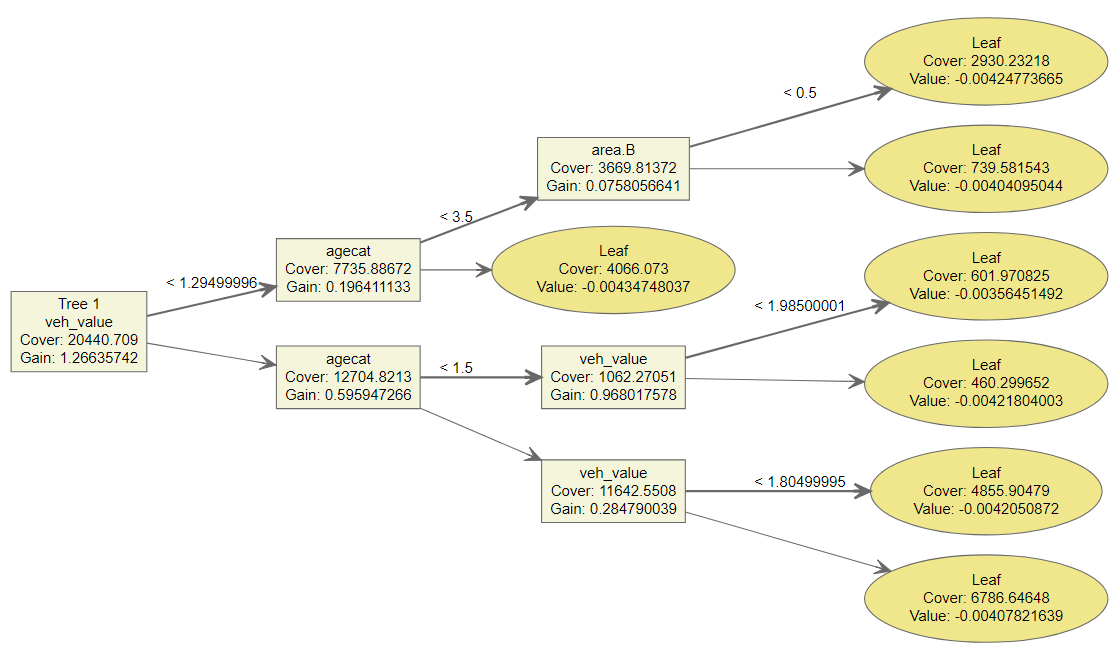 Tree 1
veh_value
Cover: 20440.709
Gain: 1.26635742
< 1.29499996
agecat
Cover: 7735.88672
Gain: 0.196411133
agecat
Cover: 12704.8213
Gain: 0.595947266
< 3.5
< 1.5
area.B
Cover: 3669.81372
Gain: 0.0758056641
Leaf
Cover: 4066.073
Value: -0.00434748037
veh_value
Cover: 1062.27051
Gain: 0.968017578
veh_value
Cover: 11642.5508
Gain: 0.284790039
< 0.5
< 1.98500001
< 1.80499995
Leaf
Cover: 2930.23218
Value: -0.00424773665
Leaf
Cover: 739.581543
Value: -0.00404095044
Leaf
Cover: 601.970825
Value: -0.00356451492
Leaf
Cover: 460.299652
Value: -0.00421804003
Leaf
Cover: 4855.90479
Value: -0.0042050872
Leaf
Cover: 6786.64648
Value: -0.00407821639